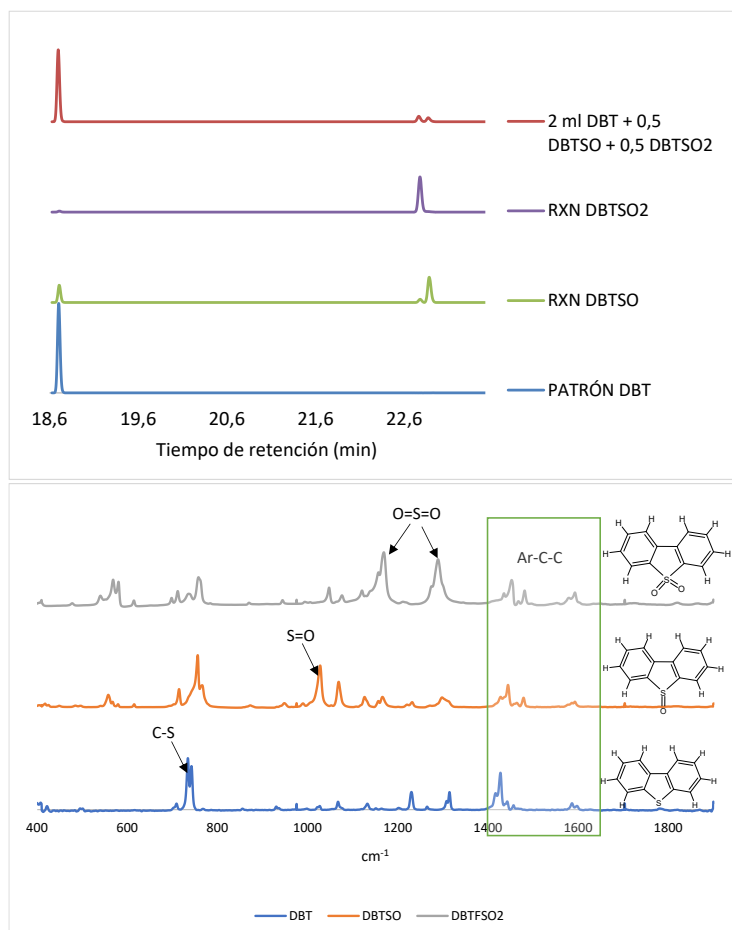 2 ml DBT + 0,5
DBTSO + 0,5 DBTSO2
RXN DBTSO2
RXN DBTSO
PATRÓN DBT
18,6 19,6 20,6 21,6 22,6
Tiempo de retención (min)
O=S=O
Ar-C-C
H H H H H H H H
S
O O
S=O
H H H H H H H H
S
O
C-S
H H H H H H H H
S
400 600 800 1000 1200 1400 1600 1800
cm-1
DBT DBTSO DBTFSO2